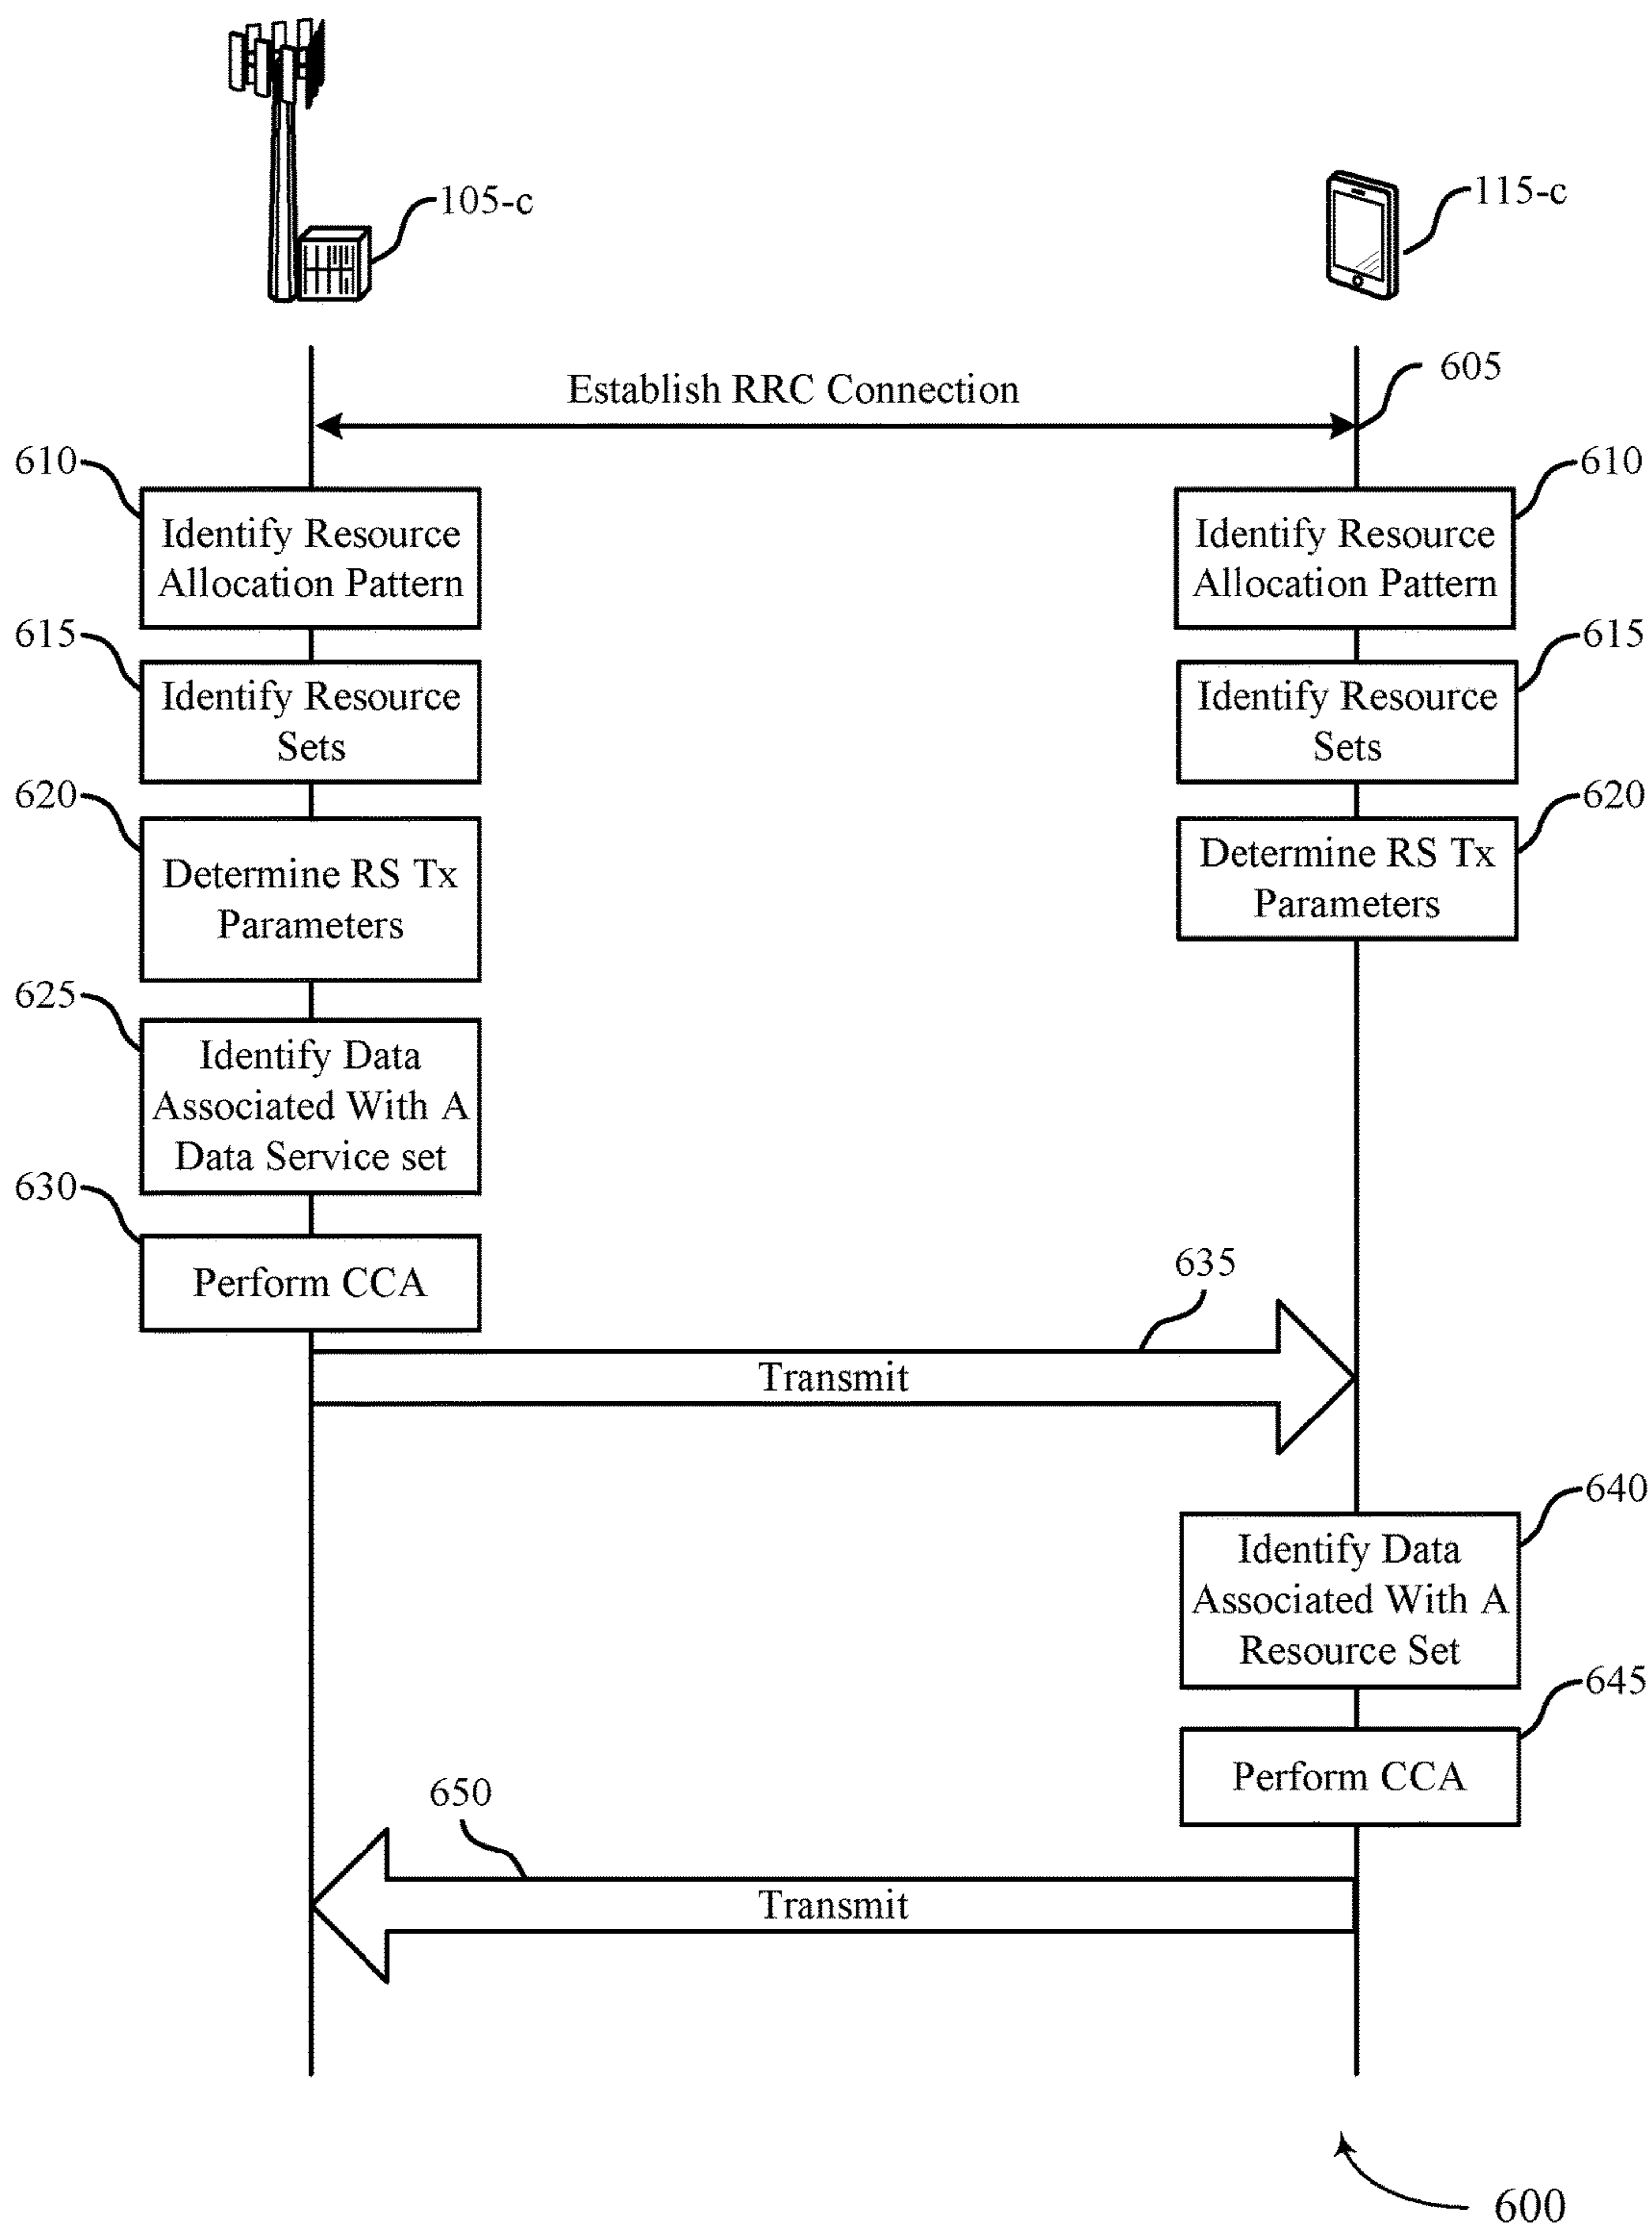 105-c
115-c
Establish RRC Connection
605
610
Identify Resource
Allocation Pattern
610
Identify Resource
Allocation Pattern
615
Identify Resource
Sets
615
Identify Resource
Sets
620
Determine RS Tx
Parameters
620
Determine RS Tx
Parameters
625
Identify Data
Associated With A
Data Service set
630
Perform CCA
635
Transmit
640
Identify Data
Associated With A
Resource Set
645
Perform CCA
650
Transmit
600